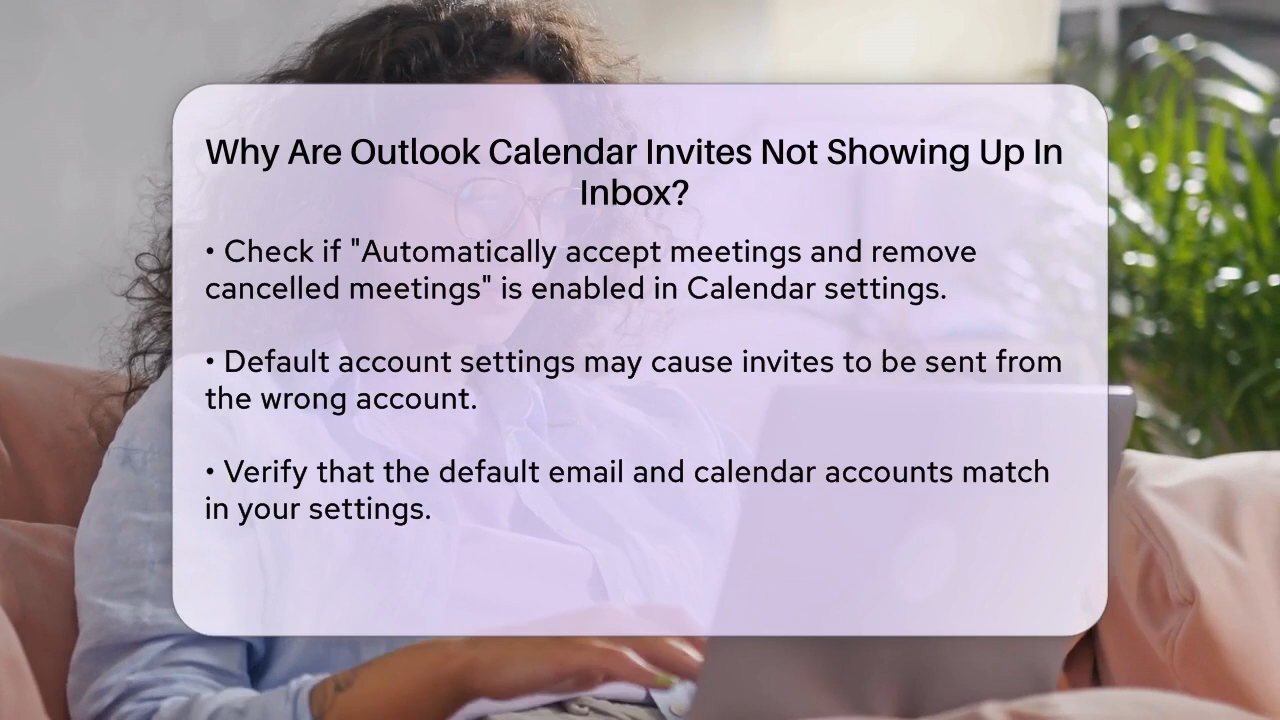 Why Are Outlook Calendar Invites Not Showing Up In
Inbox?
• Check if "Automatically accept meetings and remove
cancelled meetings" is enabled in Calendar settings.
• Default account settings may cause invites to be sent from
the wrong account.
• Verify that the default email and calendar accounts match
in your settings.